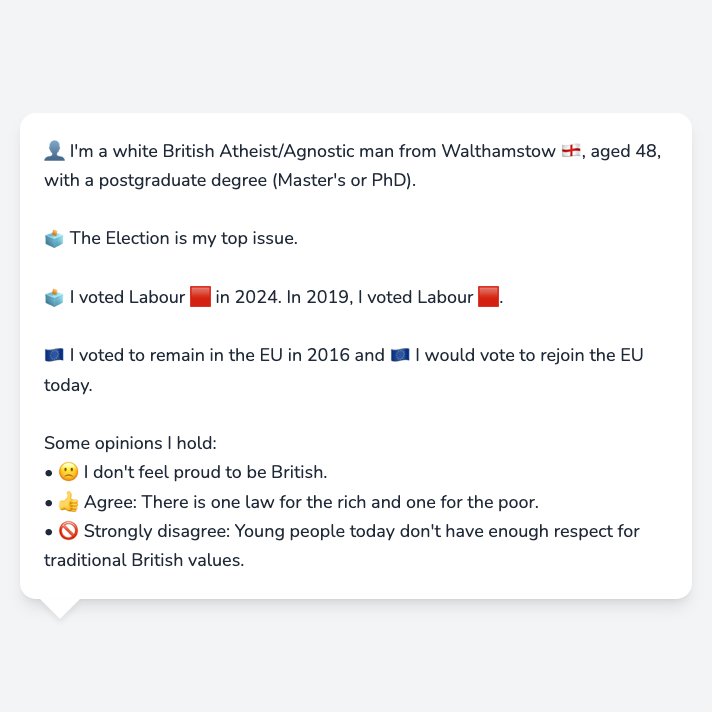 👤 I'm a white British Atheist/Agnostic man from Walthamstow 🏴󠁧󠁢󠁥󠁮󠁧󠁿, aged 48,
with a postgraduate degree (Master's or PhD).
🗳️ The Election is my top issue.
🗳️ I voted Labour 🟥 in 2024. In 2019, I voted Labour 🟥.
🇪🇺 I voted to remain in the EU in 2016 and 🇪🇺 I would vote to rejoin the EU
today.
Some opinions I hold:
• 🙁 I don't feel proud to be British.
• 👍 Agree: There is one law for the rich and one for the poor.
• 🚫 Strongly disagree: Young people today don't have enough respect for
traditional British values.